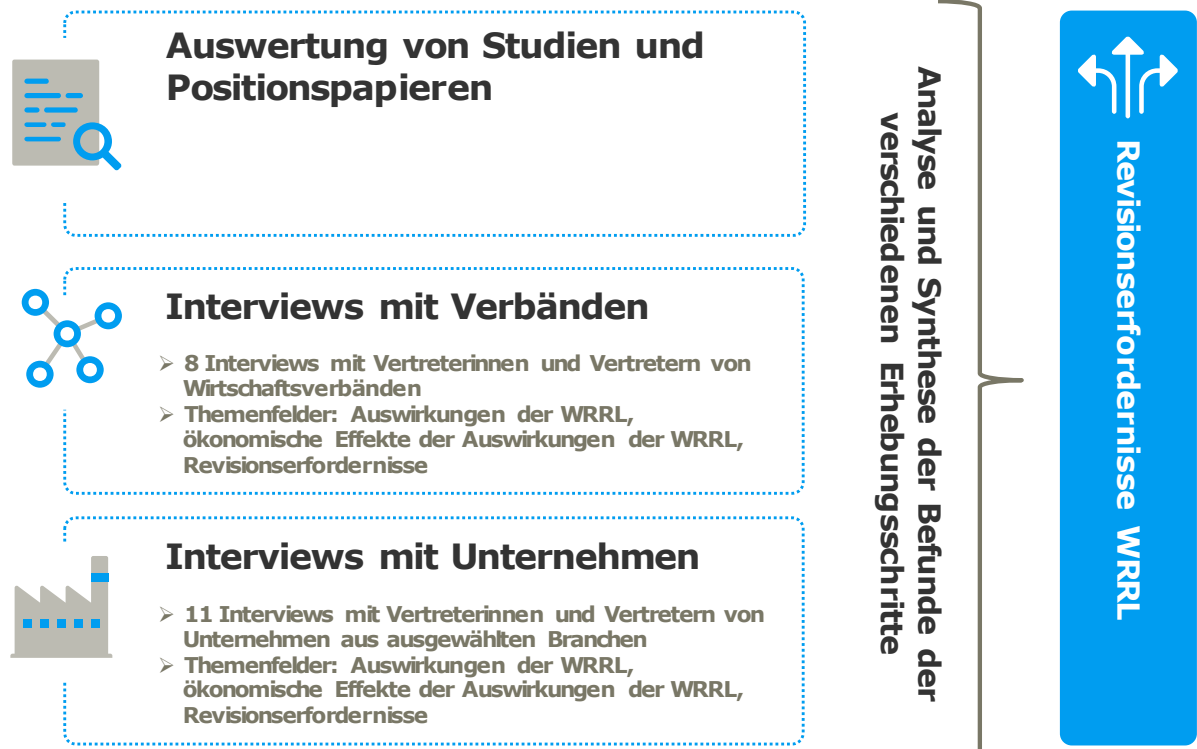 Auswertung von Studien und
Positionspapieren
Interviews mit Verbänden
➢ 8 Interviews mit Vertreterinnen und Vertretern von
Wirtschaftsverbänden
➢ Themenfelder: Auswirkungen der WRRL,
ökonomische Effekte der Auswirkungen der WRRL,
Revisionserfordernisse
Interviews mit Unternehmen
➢ 11 Interviews mit Vertreterinnen und Vertretern von
Unternehmen aus ausgewählten Branchen
➢ Themenfelder: Auswirkungen der WRRL,
ökonomische Effekte der Auswirkungen der WRRL,
Revisionserfordernisse
Analyse und Synthese der Befunde der
verschiedenen Erhebungsschritte
Revisionserfordernisse WRRL